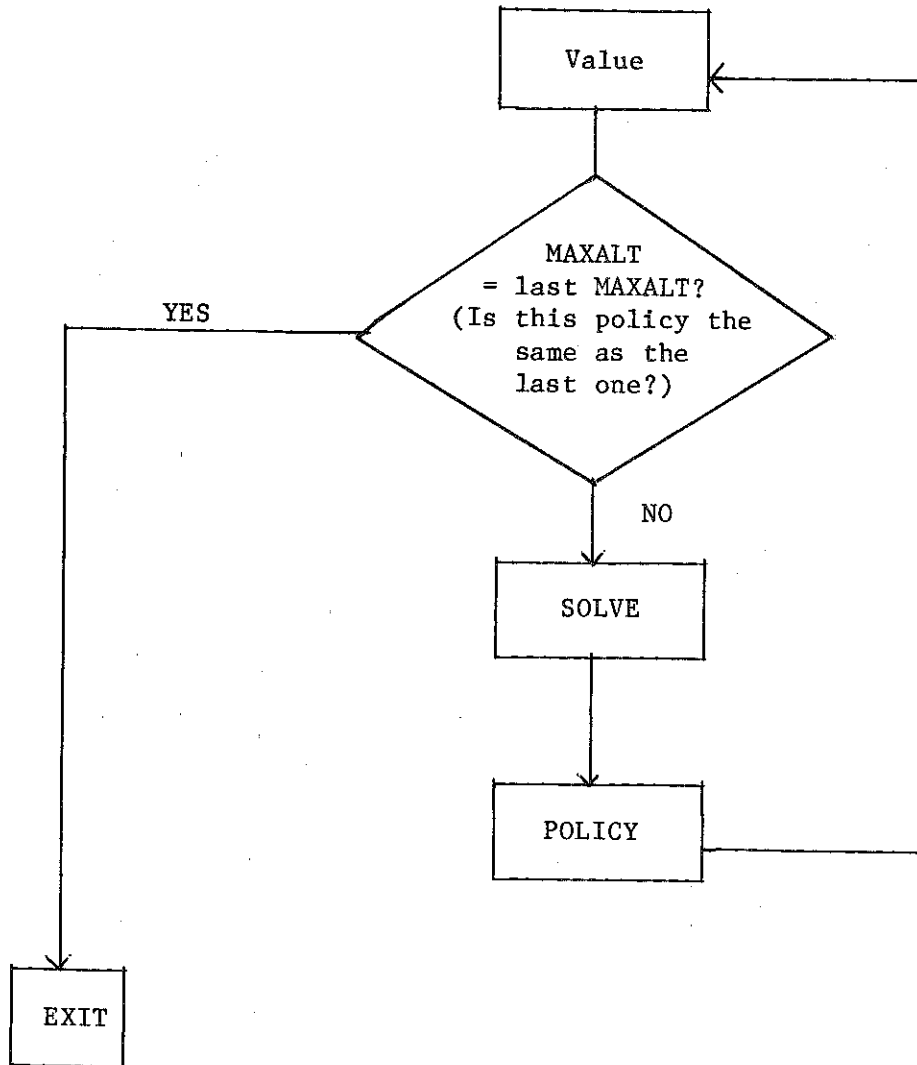 Value
MAXALT
= last MAXALT?
(Is this policy the
same as the
last one?)
YES
NO
SOLVE
POLICY
EXIT